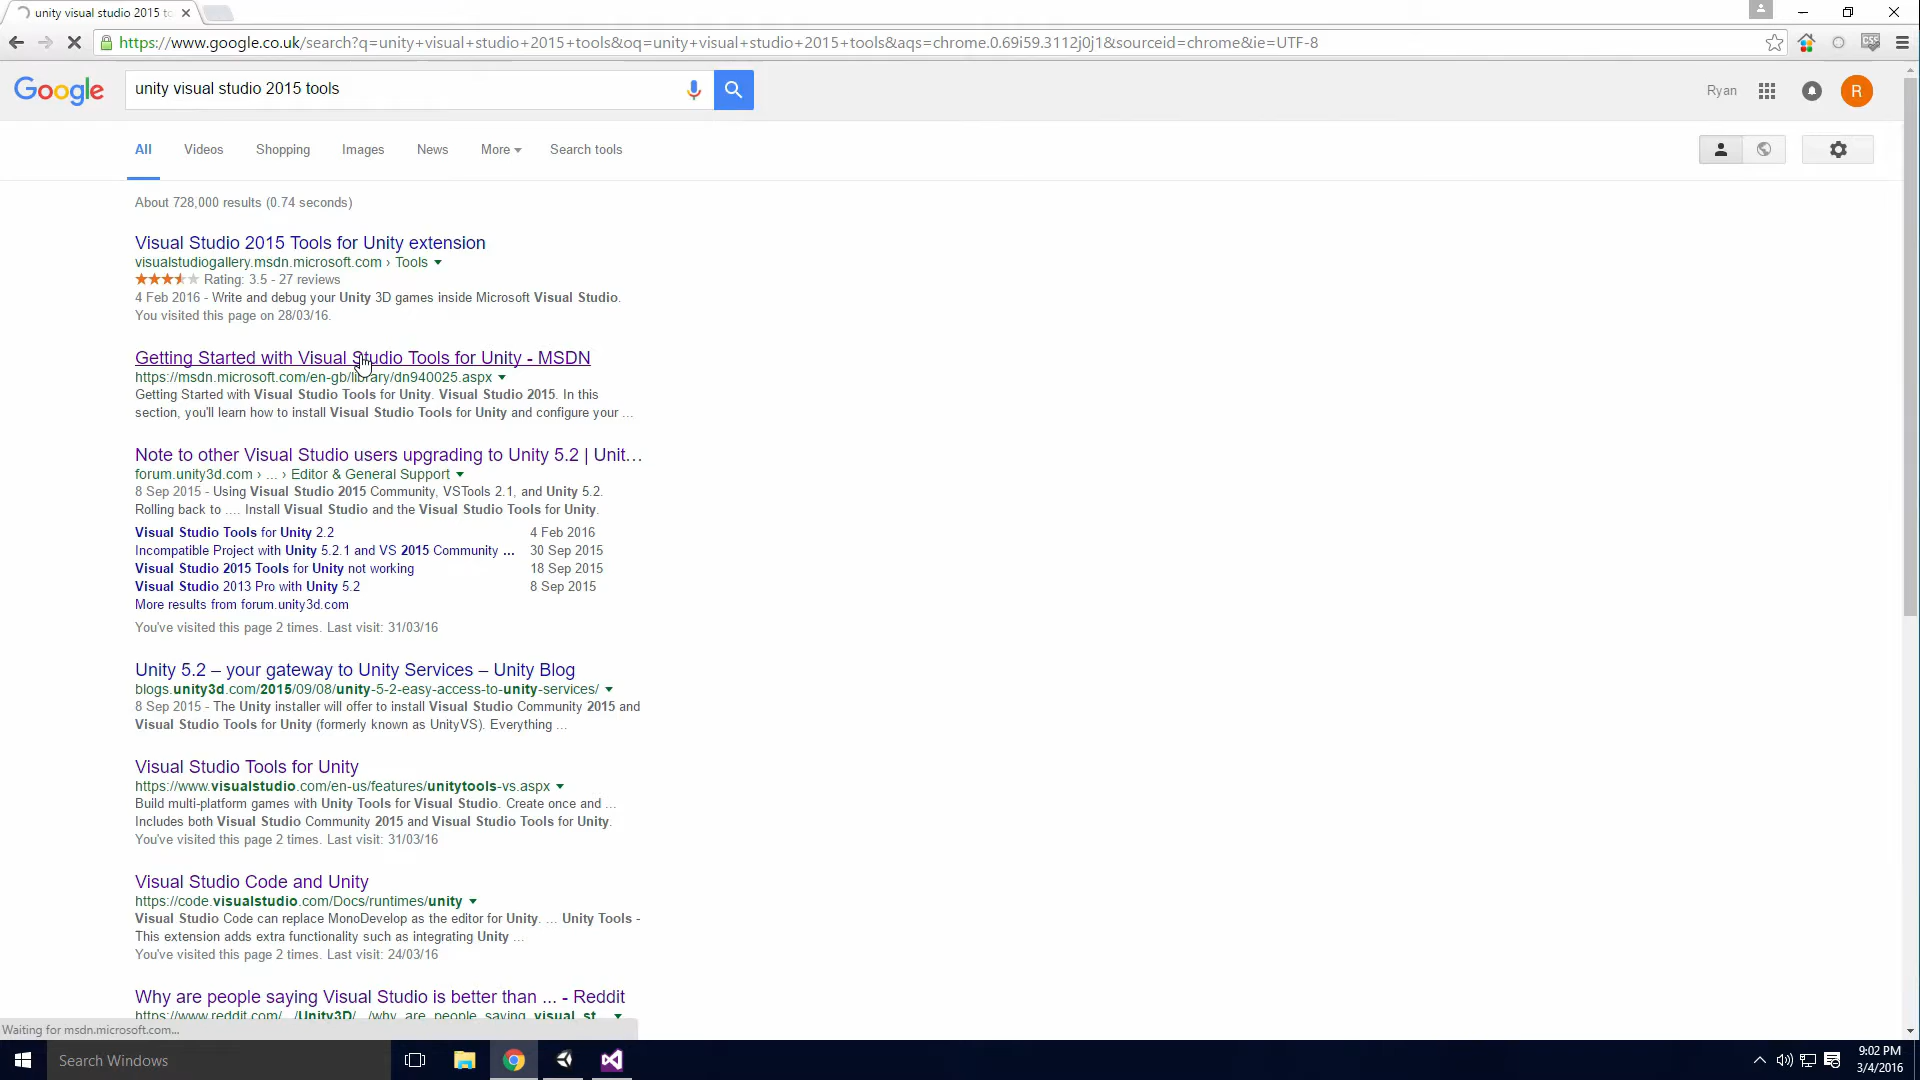 unity visual studio 2015 to
https://www.google.co.uk/search?q=unity+visual+studio+2015+tools&oq=unity+visual+studio+2015+tools&aqs=chrome.0.69i59.3112j0j1&sourceid=chrome&ie=UTF-8
CSS
Google
unity visual studio 2015 tools
Ryan
R
All
Videos
Shopping
Images
News
More
Search tools
About 728,000 results (0.74 seconds)
Visual Studio 2015 Tools for Unity extension
visualstudiogallery.msdn.microsoft.com › Tools
Rating: 3.5 - 27 reviews
4 Feb 2016 - Write and debug your Unity 3D games inside Microsoft Visual Studio.
You visited this page on 28/03/16.
Getting Started with Visual Studio Tools for Unity - MSDN
https://msdn.microsoft.com/en-gb/library/dn940025.aspx
Getting Started with Visual Studio Tools for Unity. Visual Studio 2015. In this
section, you'll learn how to install Visual Studio Tools for Unity and configure your ...
Note to other Visual Studio users upgrading to Unity 5.2 | Unit...
forum.unity3d.com › ... › Editor & General Support
8 Sep 2015 - Using Visual Studio 2015 Community, VSTools 2.1, and Unity 5.2.
Rolling back to .... Install Visual Studio and the Visual Studio Tools for Unity.
Visual Studio Tools for Unity 2.2 4 Feb 2016
Incompatible Project with Unity 5.2.1 and VS 2015 Community ... 30 Sep 2015
Visual Studio 2015 Tools for Unity not working 18 Sep 2015
Visual Studio 2013 Pro with Unity 5.2 8 Sep 2015
More results from forum.unity3d.com
You've visited this page 2 times. Last visit: 31/03/16
Unity 5.2 – your gateway to Unity Services – Unity Blog
blogs.unity3d.com/2015/09/08/unity-5-2-easy-access-to-unity-services/
8 Sep 2015 - The Unity installer will offer to install Visual Studio Community 2015 and
Visual Studio Tools for Unity (formerly known as UnityVS). Everything ...
Visual Studio Tools for Unity
https://www.visualstudio.com/en-us/features/unitytools-vs.aspx
Build multi-platform games with Unity Tools for Visual Studio. Create once and ...
Includes both Visual Studio Community 2015 and Visual Studio Tools for Unity.
You've visited this page 2 times. Last visit: 31/03/16
Visual Studio Code and Unity
https://code.visualstudio.com/Docs/runtimes/unity
Visual Studio Code can replace MonoDevelop as the editor for Unity. ... Unity Tools -
This extension adds extra functionality such as integrating Unity ...
You've visited this page 2 times. Last visit: 24/03/16
Why are people saying Visual Studio is better than ... - Reddit
https://www.reddit.com/.../Unity3D/.../why_are_people_saying_visual_st...
Waiting for msdn.microsoft.com...
Search Windows
9:02 PM
3/4/2016